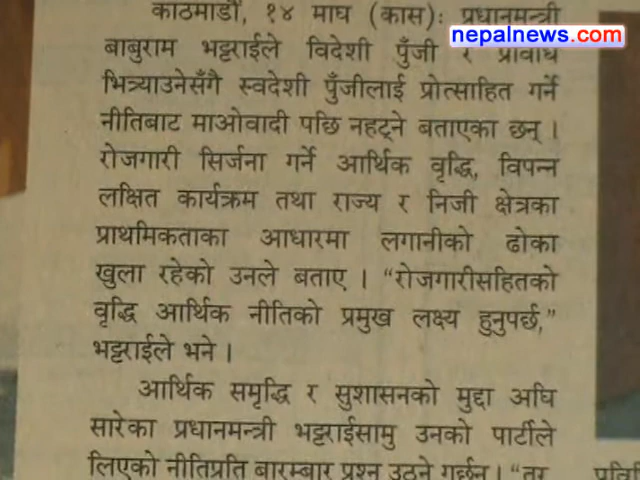 काठमाडौं, १४ माघ (कास)ः प्रधानमन्त्री
nepalnews.com
बाबुराम भट्टराईले विदेशी पुँजी र प्रविधि
भित्र्याउनेसँगै स्वदेशी पुँजीलाई प्रोत्साहित गर्ने
नीतिबाट माओवादी पछि नहट्ने बताएका छन् ।
रोजगारी सिर्जना गर्ने आर्थिक वृद्धि, विपन्न
लक्षित कार्यक्रम तथा राज्य र निजी क्षेत्रका
प्राथमिकताका आधारमा लगानीको ढोका
खुला रहेको उनले बताए । “रोजगारीसहितको
वृद्धि आर्थिक नीतिको प्रमुख लक्ष्य हुनुपर्छ,”
भट्टराईले भने ।
आर्थिक समृद्धि र सुशासनको मुद्दा अघि
सारेका प्रधानमन्त्री भट्टराईसामु उनको पार्टीले
लिएको नीतिप्रति बारम्बार प्रश्न उठ्ने गर्छन् । “तर